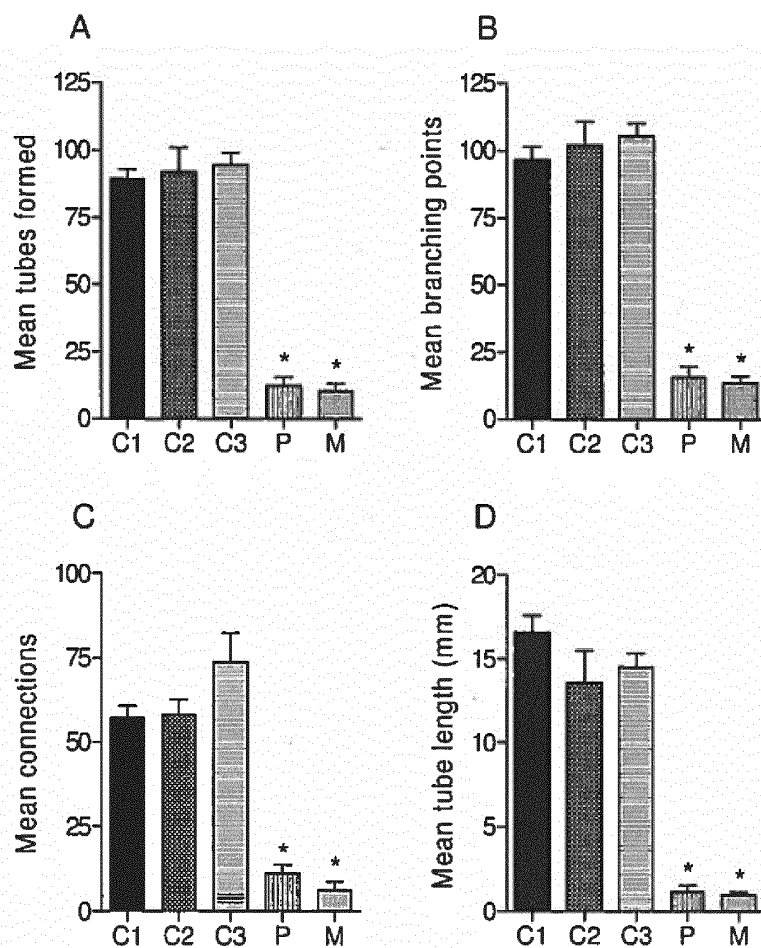 A
Mean tubes formed
125
100
75
50
25
0
* *
C1 C2 C3 P M
B
Mean branching points
125
100
75
50
25
0
* *
C1 C2 C3 P M
C
Mean connections
100
75
50
25
0
* *
C1 C2 C3 P M
D
Mean tube length (mm)
20
15
10
5
0
* *
C1 C2 C3 P M